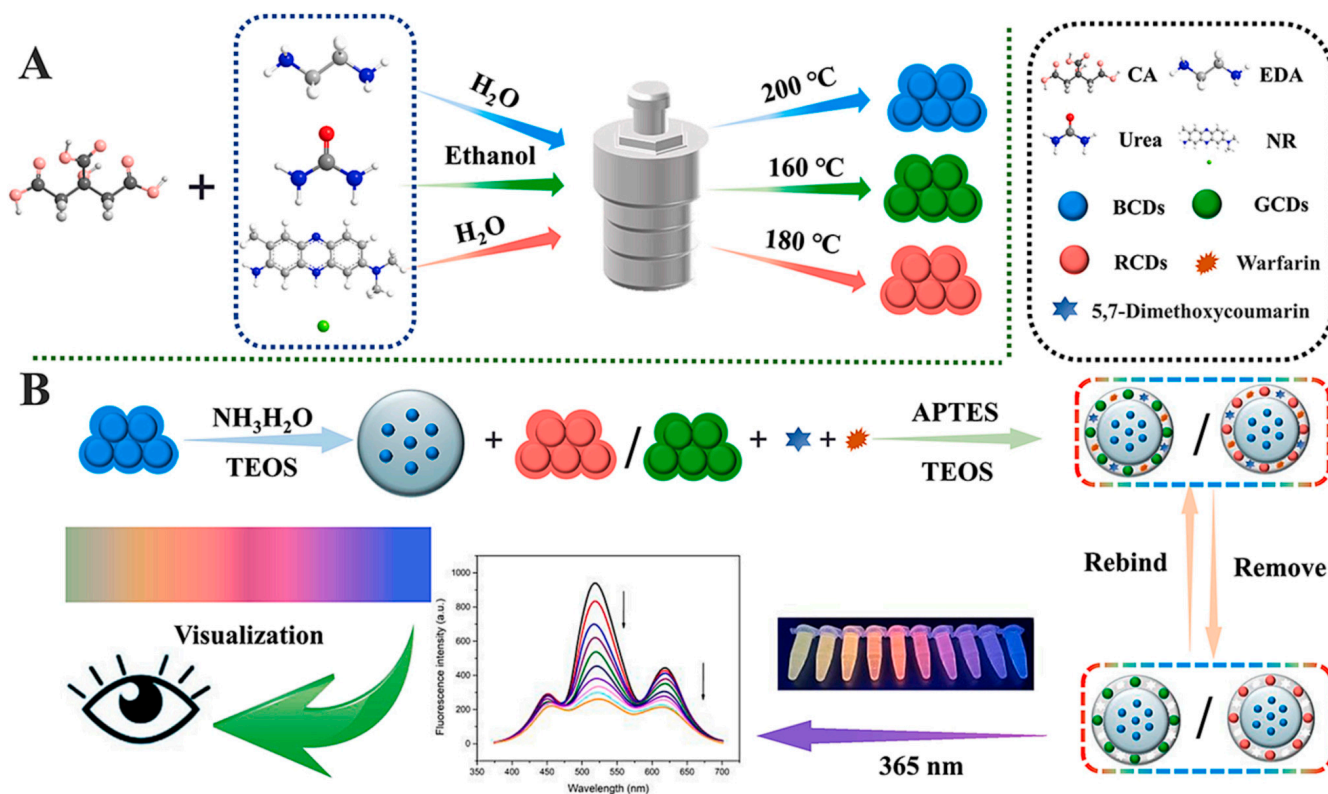 A
H₂O
Ethanol
H₂O
200 °C
160 °C
180 °C
CA
EDA
Urea
NR
BCDs
GCDs
RCDs
Warfarin
5,7-Dimethoxycoumarin
B
NH₃H₂O
TEOS
+
+
/
+
+
APTES
TEOS
/
Rebind
Remove
/
365 nm
Visualization
Fluorescence intensity (a.u.)
1000
800
600
400
200
0
350 400 450 500 550 600 650 700
Wavelength (nm)